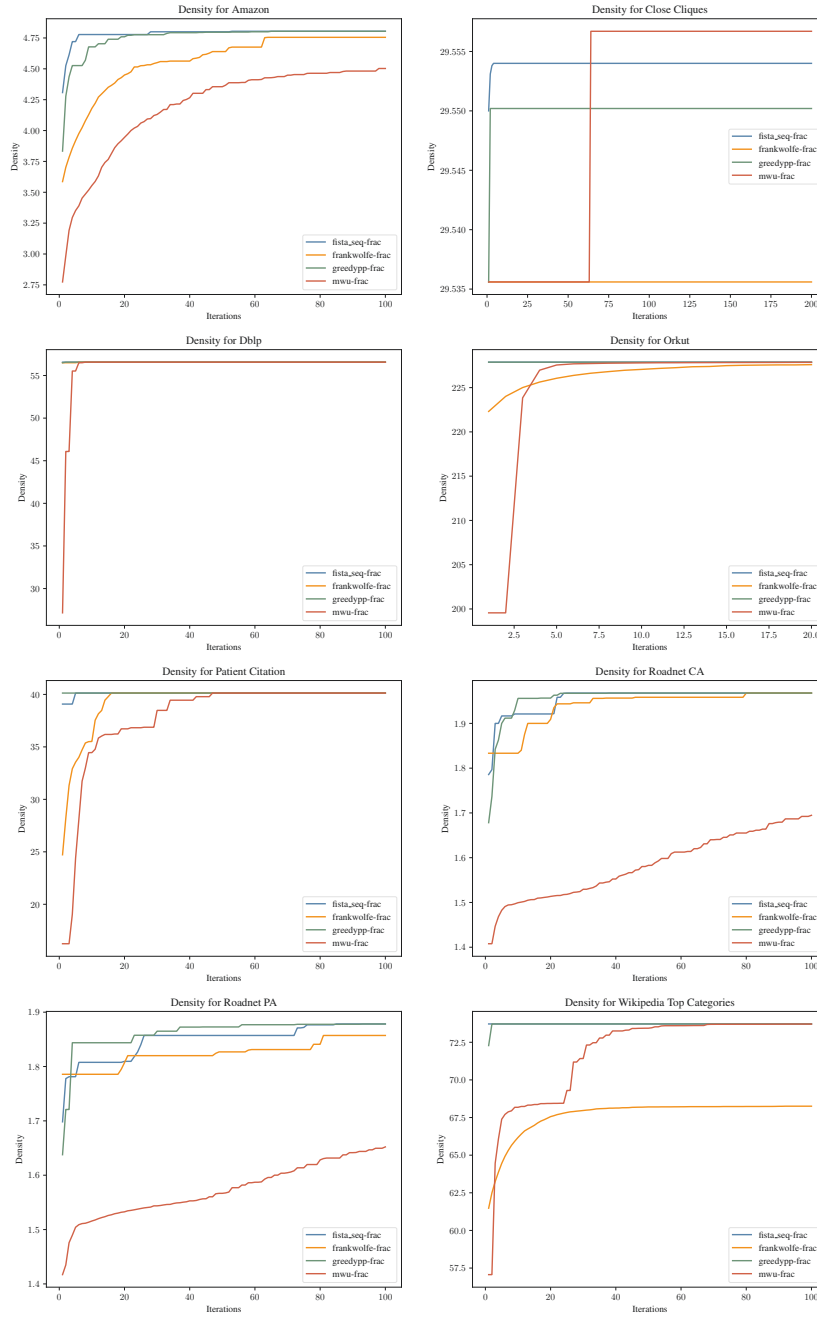 Density for Amazon
4.75
4.50
4.25
4.00
3.75
3.50
3.25
3.00
2.75
Density
0
20
40
60
80
100
Iterations
fista_seq-frac
frankwolfe-frac
greedypp-frac
mwu-frac
Density for Close Cliques
29.555
29.550
29.545
29.540
29.535
Density
0
25
50
75
100
125
150
175
200
Iterations
fista_seq-frac
frankwolfe-frac
greedypp-frac
mwu-frac
Density for Dblp
55
50
45
40
35
30
Density
0
20
40
60
80
100
Iterations
fista_seq-frac
frankwolfe-frac
greedypp-frac
mwu-frac
Density for Orkut
225
220
215
210
205
200
Density
2.5
5.0
7.5
10.0
12.5
15.0
17.5
20.0
Iterations
fista_seq-frac
frankwolfe-frac
greedypp-frac
mwu-frac
Density for Patient Citation
40
35
30
25
20
Density
0
20
40
60
80
100
Iterations
fista_seq-frac
frankwolfe-frac
greedypp-frac
mwu-frac
Density for Roadnet CA
1.9
1.8
1.7
1.6
1.5
1.4
Density
0
20
40
60
80
100
Iterations
fista_seq-frac
frankwolfe-frac
greedypp-frac
mwu-frac
Density for Roadnet PA
1.9
1.8
1.7
1.6
1.5
1.4
Density
0
20
40
60
80
100
Iterations
fista_seq-frac
frankwolfe-frac
greedypp-frac
mwu-frac
Density for Wikipedia Top Categories
72.5
70.0
67.5
65.0
62.5
60.0
57.5
Density
0
20
40
60
80
100
Iterations
fista_seq-frac
frankwolfe-frac
greedypp-frac
mwu-frac